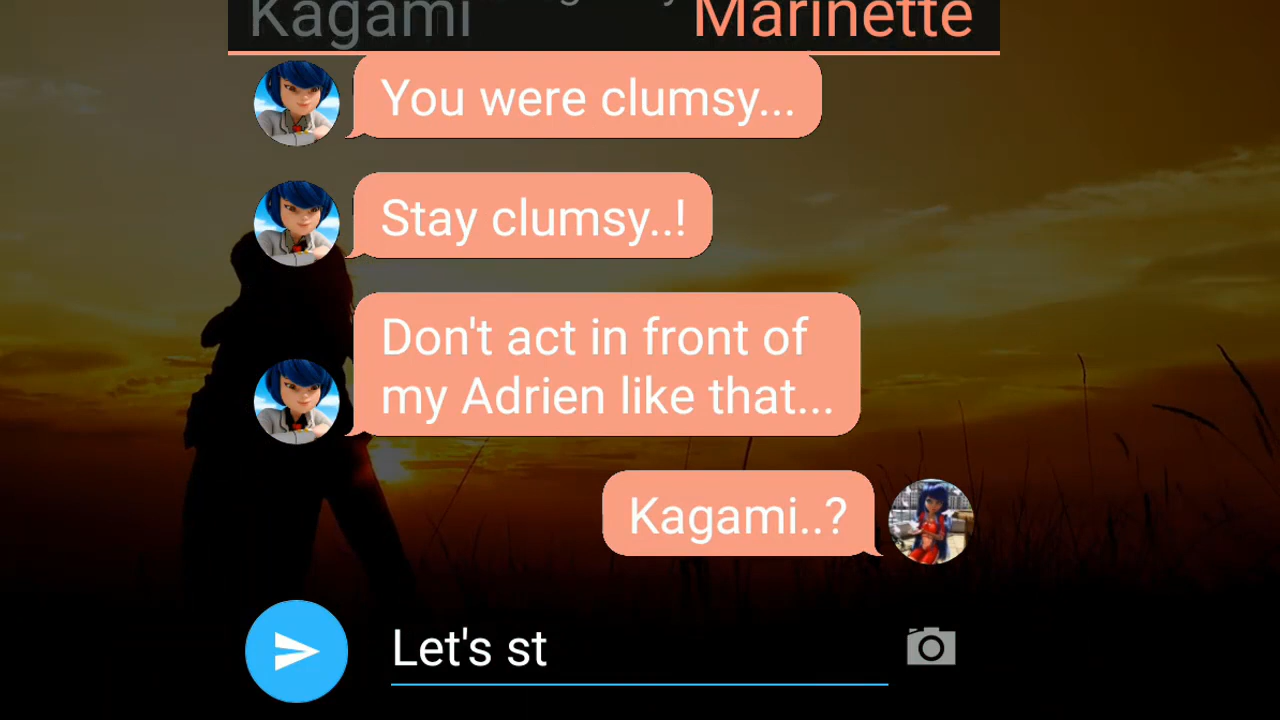 Kagami Marinette
You were clumsy...
Stay clumsy..!
Don't act in front of
my Adrien like that...
Kagami..?
Let's st